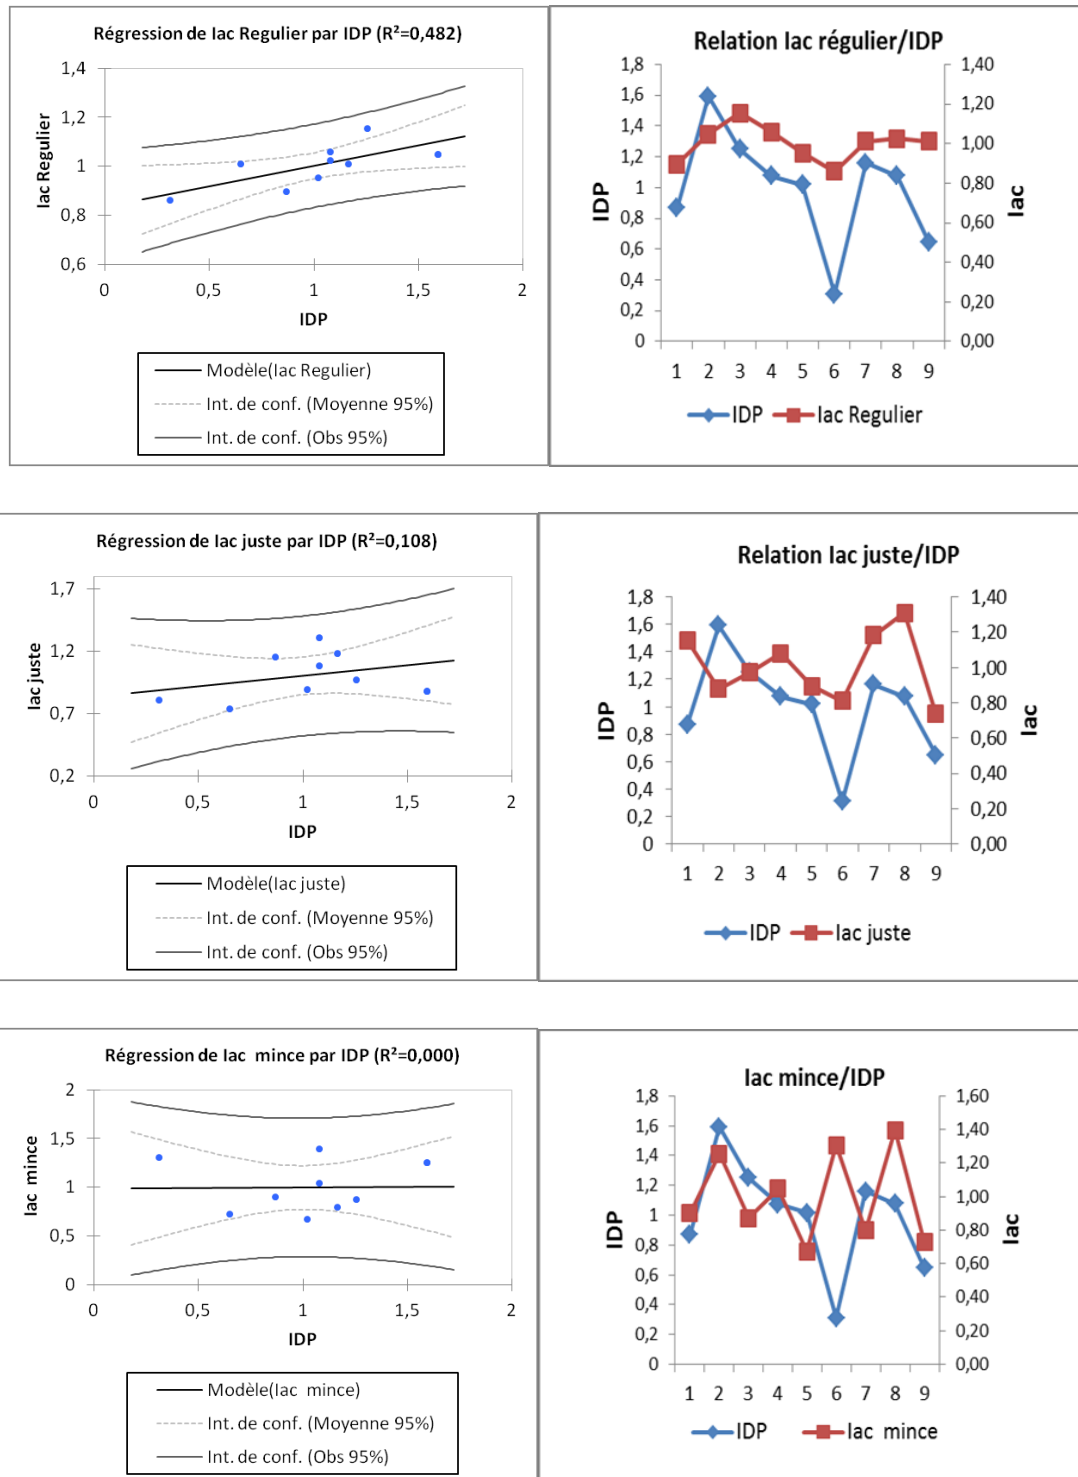 Régression de Iac Regulier par IDP (R²=0,482)
1,4
1,2
1
0,8
0,6
Iac Regulier
0 0,5 1 1,5 2
IDP
Modèle(Iac Regulier)
Int. de conf. (Moyenne 95%)
Int. de conf. (Obs 95%)
Relation Iac régulier/IDP
1,8
1,6
1,4
1,2
1
0,8
0,6
0,4
0,2
0
IDP
1,40
1,20
1,00
0,80
0,60
0,40
0,20
0,00
Iac
1 2 3 4 5 6 7 8 9
IDP Iac Regulier
Régression de Iac juste par IDP (R²=0,108)
1,7
1,2
0,7
0,2
Iac juste
0 0,5 1 1,5 2
IDP
Modèle(Iac juste)
Int. de conf. (Moyenne 95%)
Int. de conf. (Obs 95%)
Relation Iac juste/IDP
1,8
1,6
1,4
1,2
1
0,8
0,6
0,4
0,2
0
IDP
1,40
1,20
1,00
0,80
0,60
0,40
0,20
0,00
Iac
1 2 3 4 5 6 7 8 9
IDP Iac juste
Régression de Iac mince par IDP (R²=0,000)
2
1,5
1
0,5
0
Iac mince
0 0,5 1 1,5 2
IDP
Modèle(Iac mince)
Int. de conf. (Moyenne 95%)
Int. de conf. (Obs 95%)
Iac mince/IDP
1,8
1,6
1,4
1,2
1
0,8
0,6
0,4
0,2
0
IDP
1,60
1,40
1,20
1,00
0,80
0,60
0,40
0,20
0,00
Iac
1 2 3 4 5 6 7 8 9
IDP Iac mince